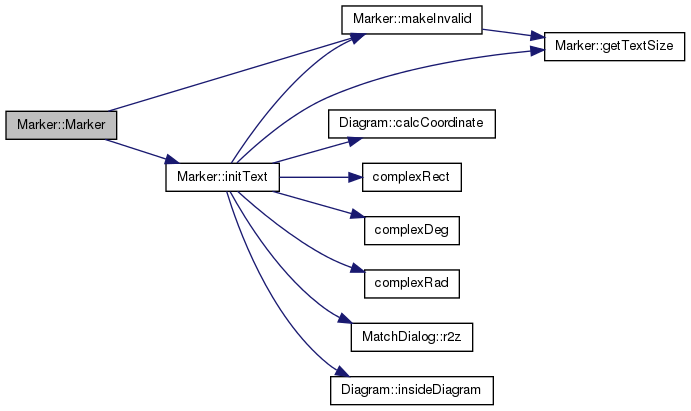 Marker::makeInvalid
Marker::getTextSize
Marker::Marker
Diagram::calcCoordinate
Marker::initText
complexRect
complexDeg
complexRad
MatchDialog::r2z
Diagram::insideDiagram